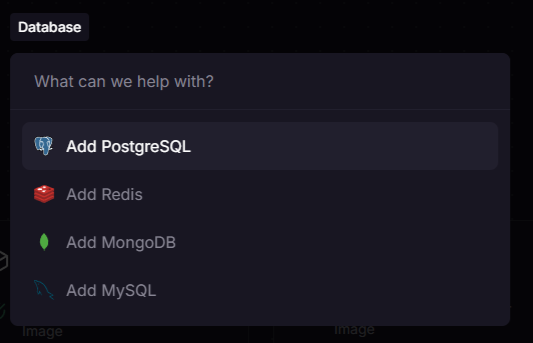 Database
What can we help with?
Add PostgreSQL
Add Redis
Add MongoDB
Add MySQL
Image
Image